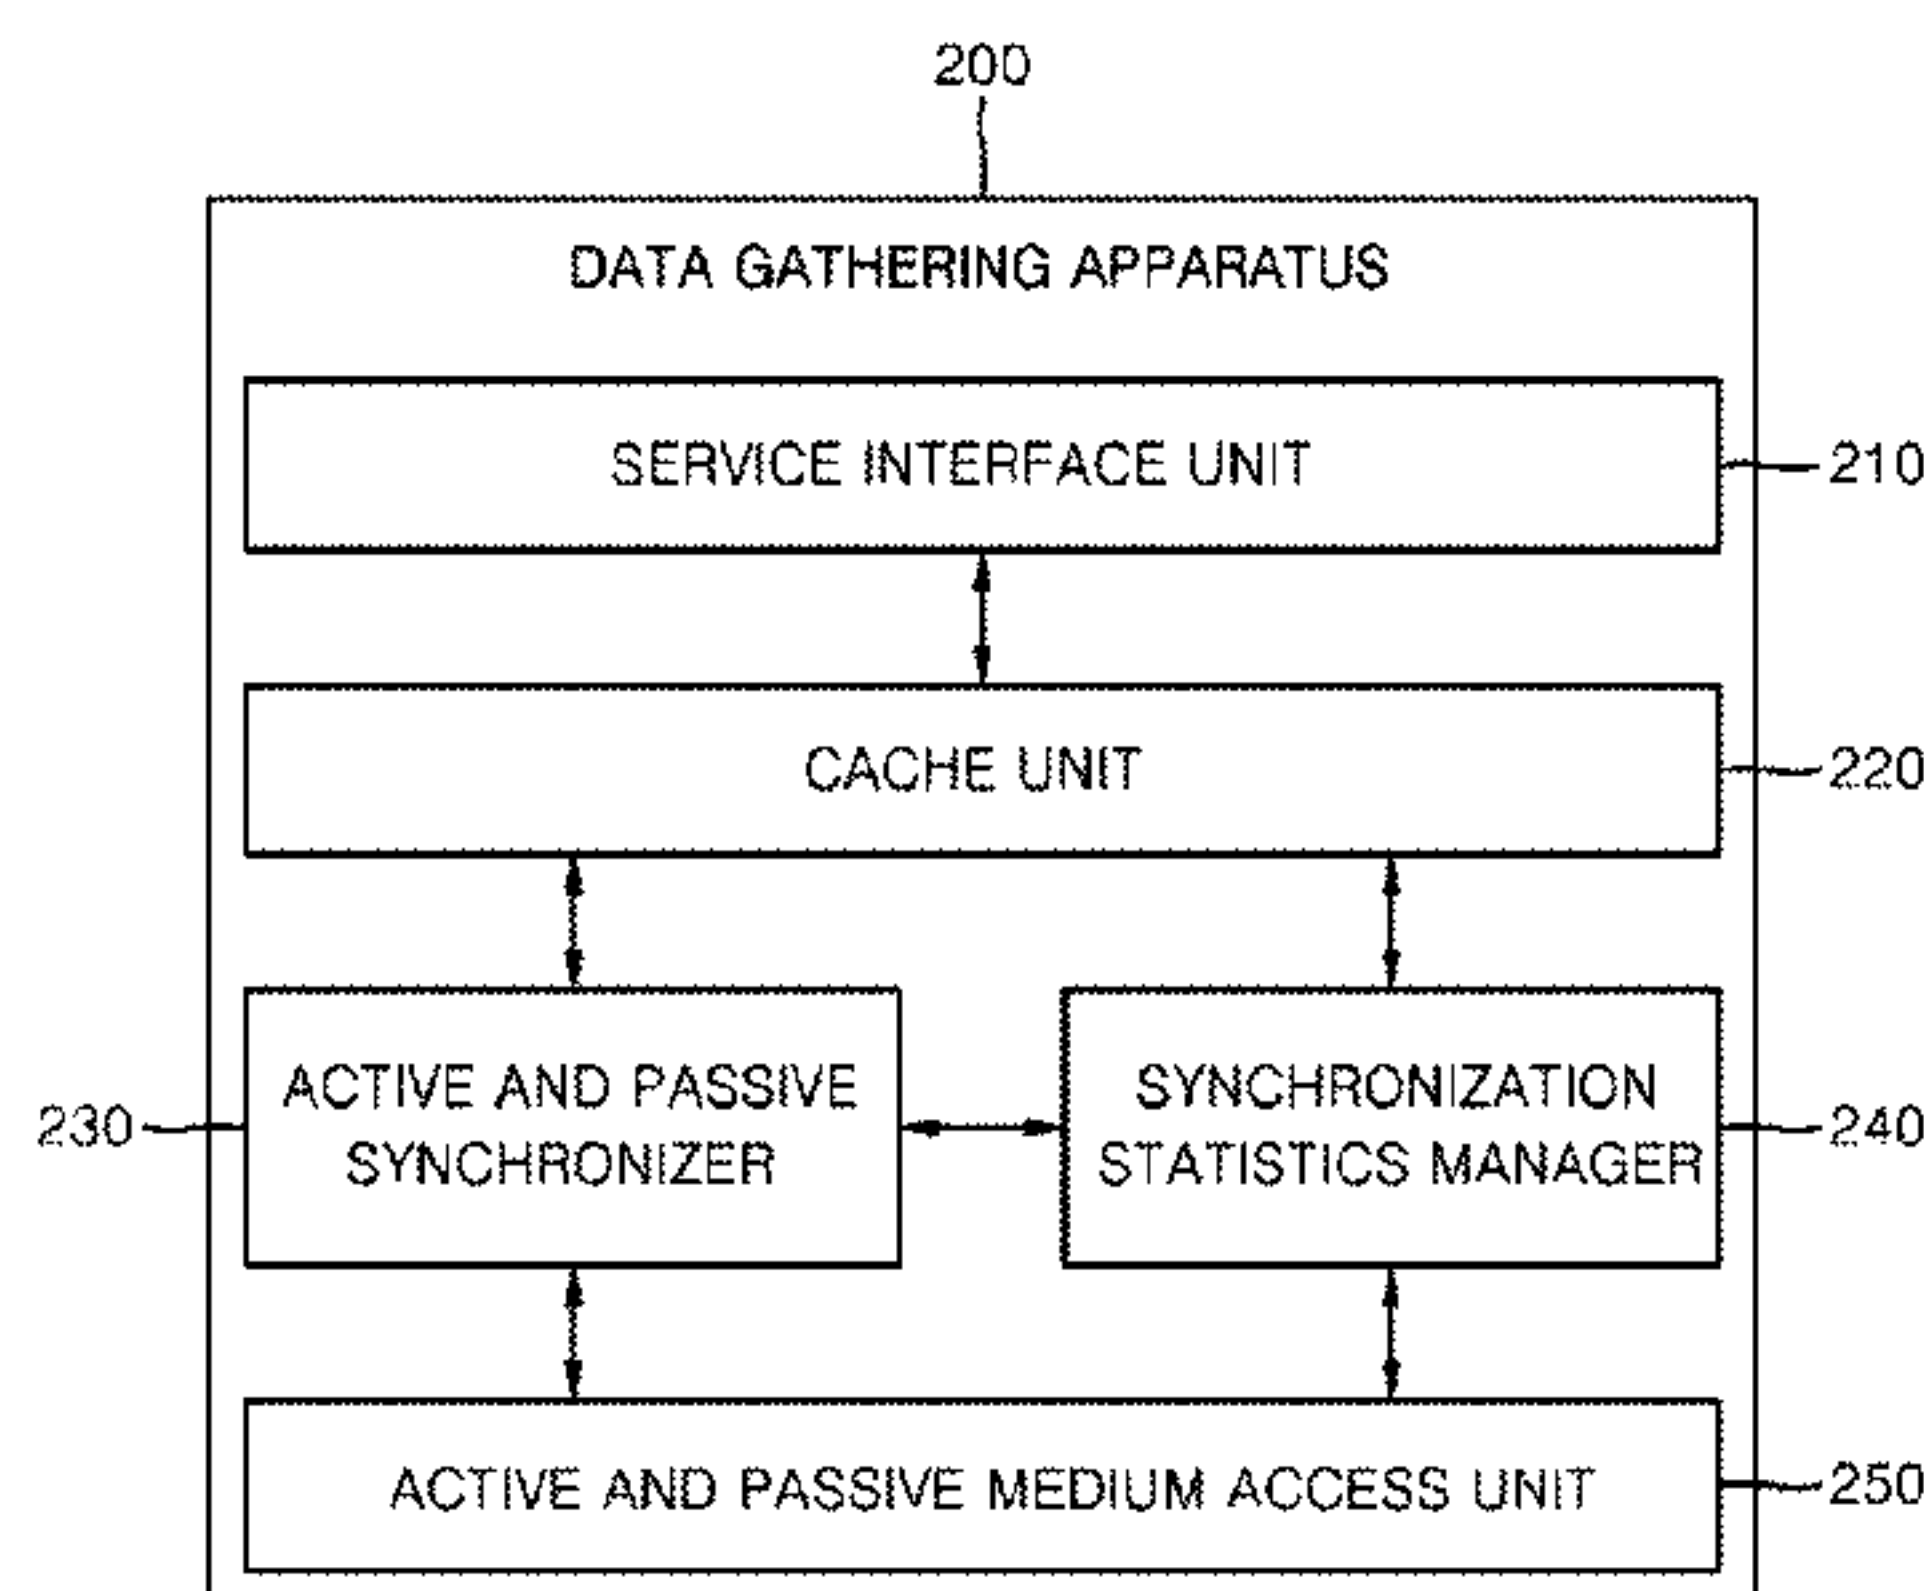 200
DATA GATHERING APPARATUS
SERVICE INTERFACE UNIT
210
CACHE UNIT
220
230
ACTIVE AND PASSIVE
SYNCHRONIZER
SYNCHRONIZATION
STATISTICS MANAGER
240
ACTIVE AND PASSIVE MEDIUM ACCESS UNIT
250